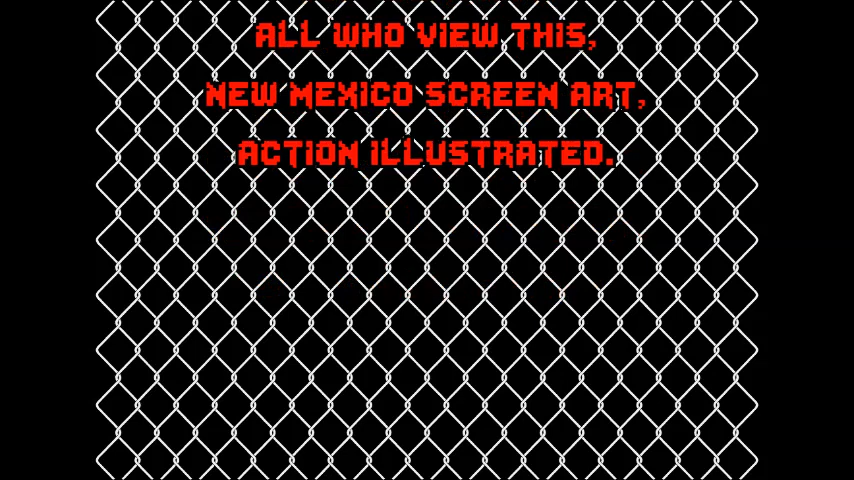 ALL WHO VIEW THIS,
NEW MEXICO SCREEN ART,
ACTION ILLUSTRATED.